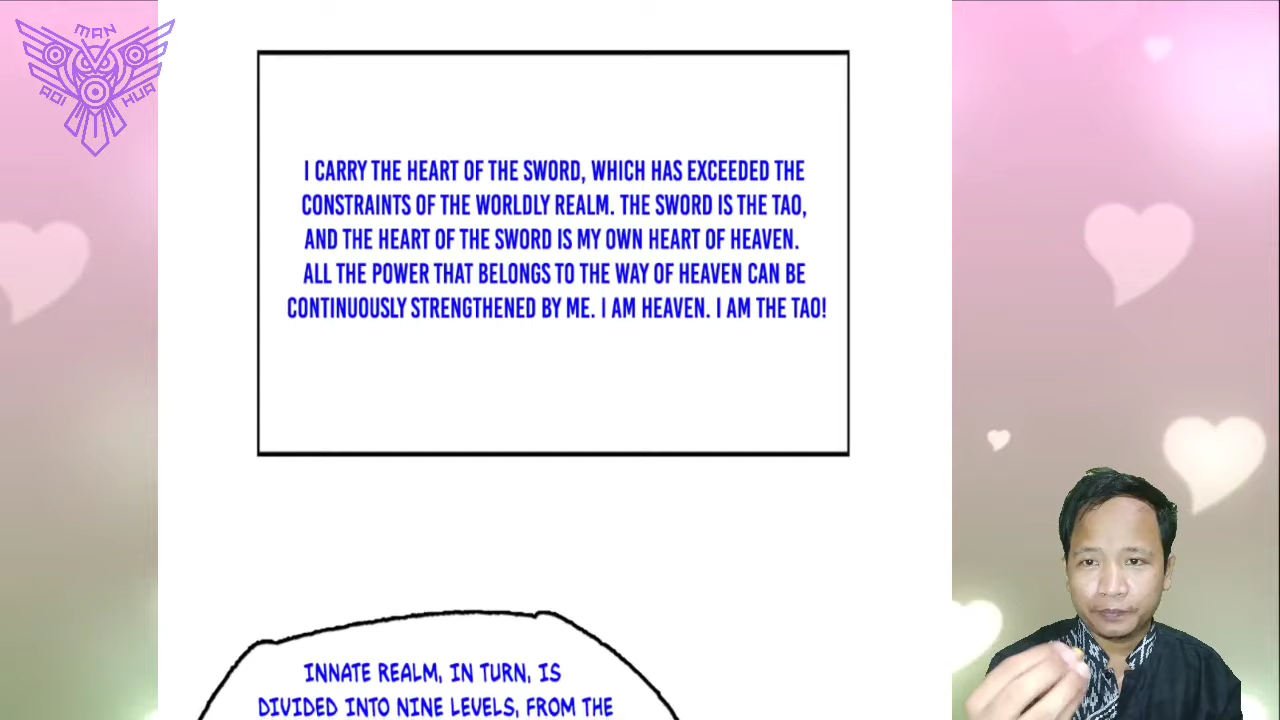 MAN
AOI HUA
I CARRY THE HEART OF THE SWORD, WHICH HAS EXCEEDED THE
CONSTRAINTS OF THE WORLDLY REALM. THE SWORD IS THE TAO,
AND THE HEART OF THE SWORD IS MY OWN HEART OF HEAVEN.
ALL THE POWER THAT BELONGS TO THE WAY OF HEAVEN CAN BE
CONTINUOUSLY STRENGTHENED BY ME. I AM HEAVEN. I AM THE TAO!
INNATE REALM, IN TURN, IS
DIVIDED INTO NINE LEVELS, FROM THE